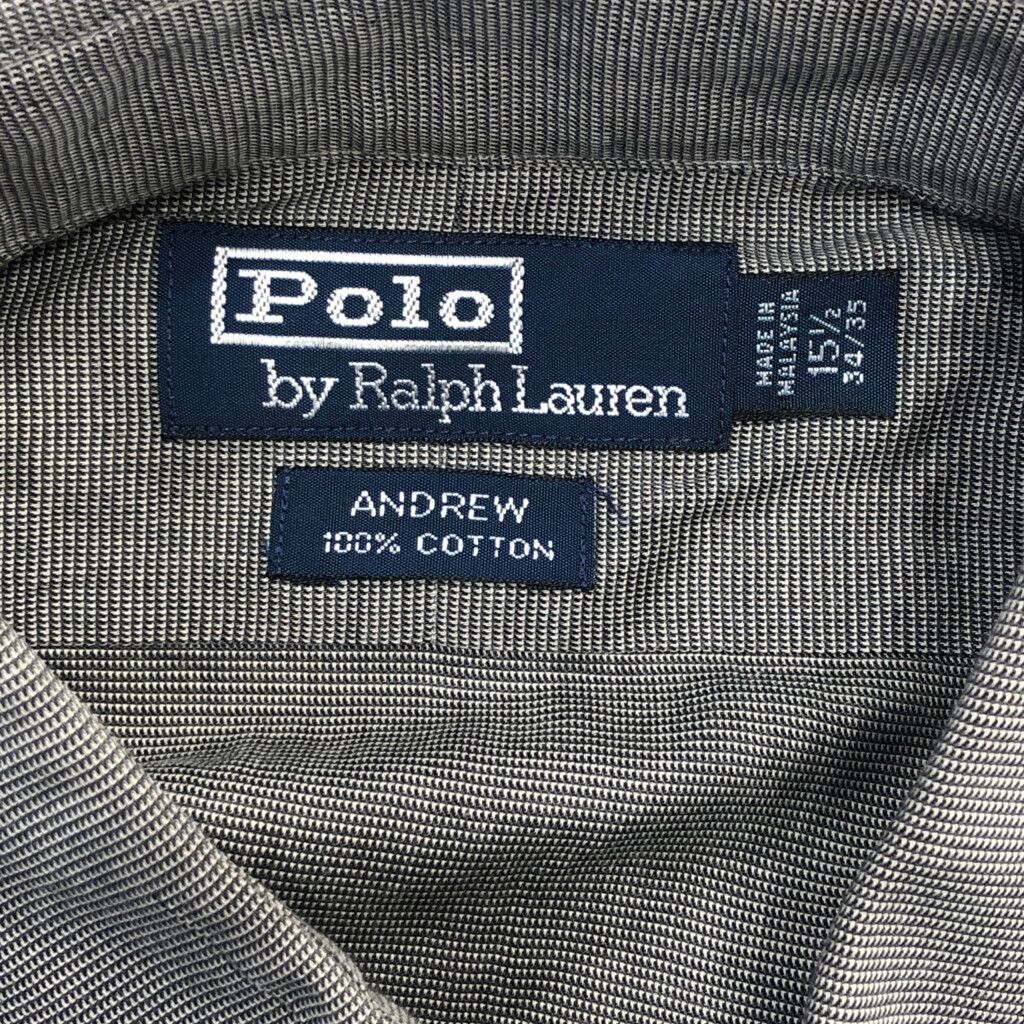 Polo
by Ralph Lauren
MADE IN
MALAYSIA
15½
34/35
ANDREW
100% COTTON